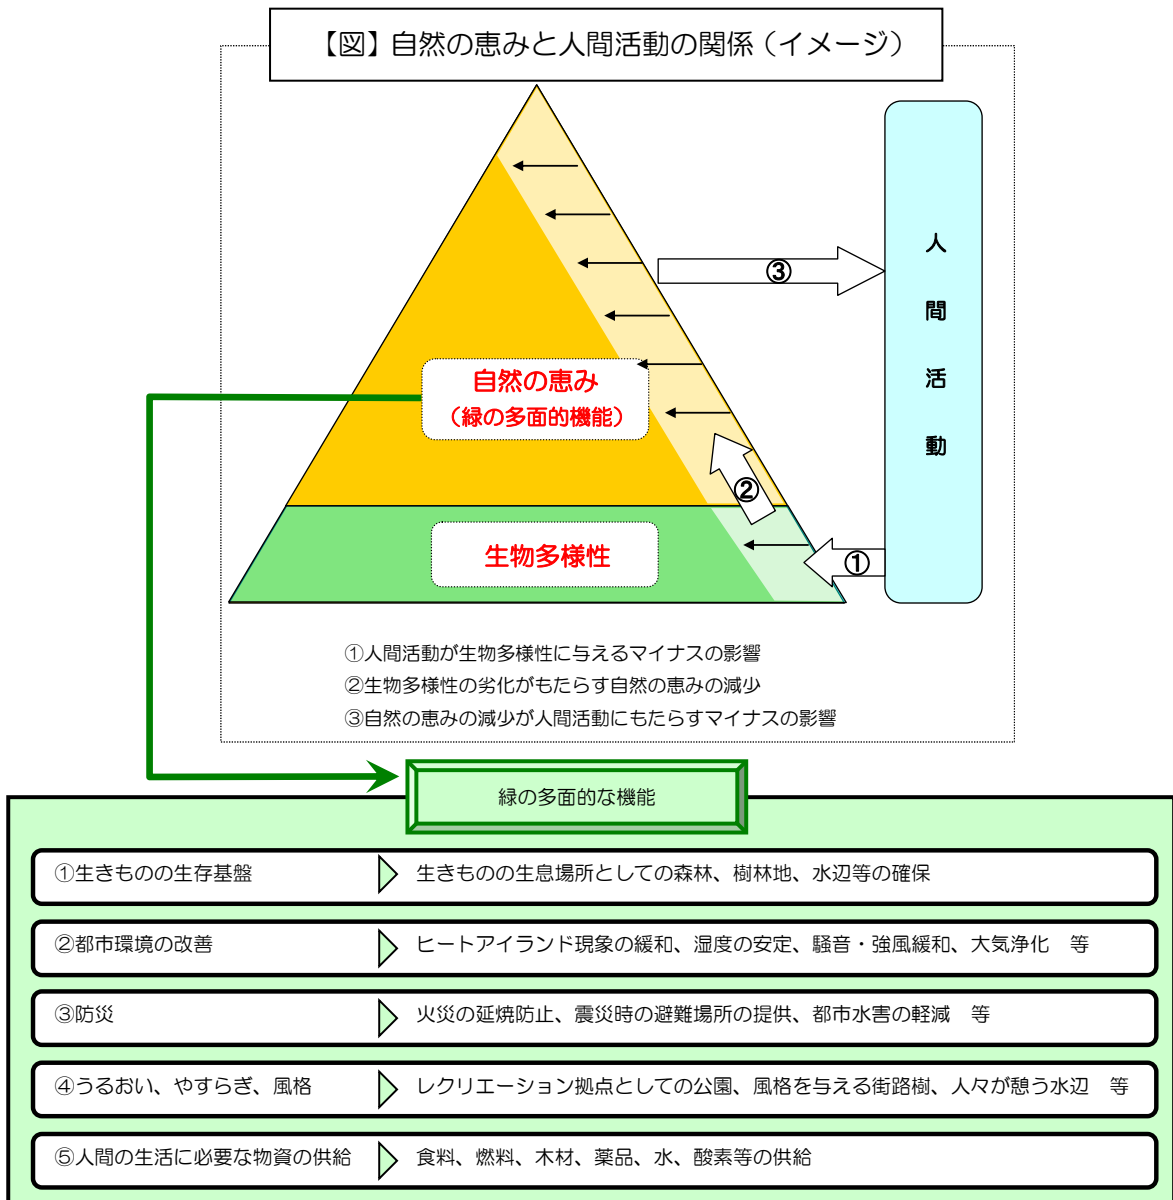 【図】自然の恵みと人間活動の関係（イメージ）
人間活動
③
自然の恵み
（緑の多面的機能）
②
生物多様性
①
①人間活動が生物多様性に与えるマイナスの影響
②生物多様性の劣化がもたらす自然の恵みの減少
③自然の恵みの減少が人間活動にもたらすマイナスの影響
緑の多面的な機能
①生きものの生存基盤 生きものの生息場所としての森林、樹林地、水辺等の確保
②都市環境の改善 ヒートアイランド現象の緩和、湿度の安定、騒音・強風緩和、大気浄化　等
③防災 火災の延焼防止、震災時の避難場所の提供、都市水害の軽減　等
④うるおい、やすらぎ、風格 レクリエーション拠点としての公園、風格を与える街路樹、人々が憩う水辺　等
⑤人間の生活に必要な物資の供給 食料、燃料、木材、薬品、水、酸素等の供給